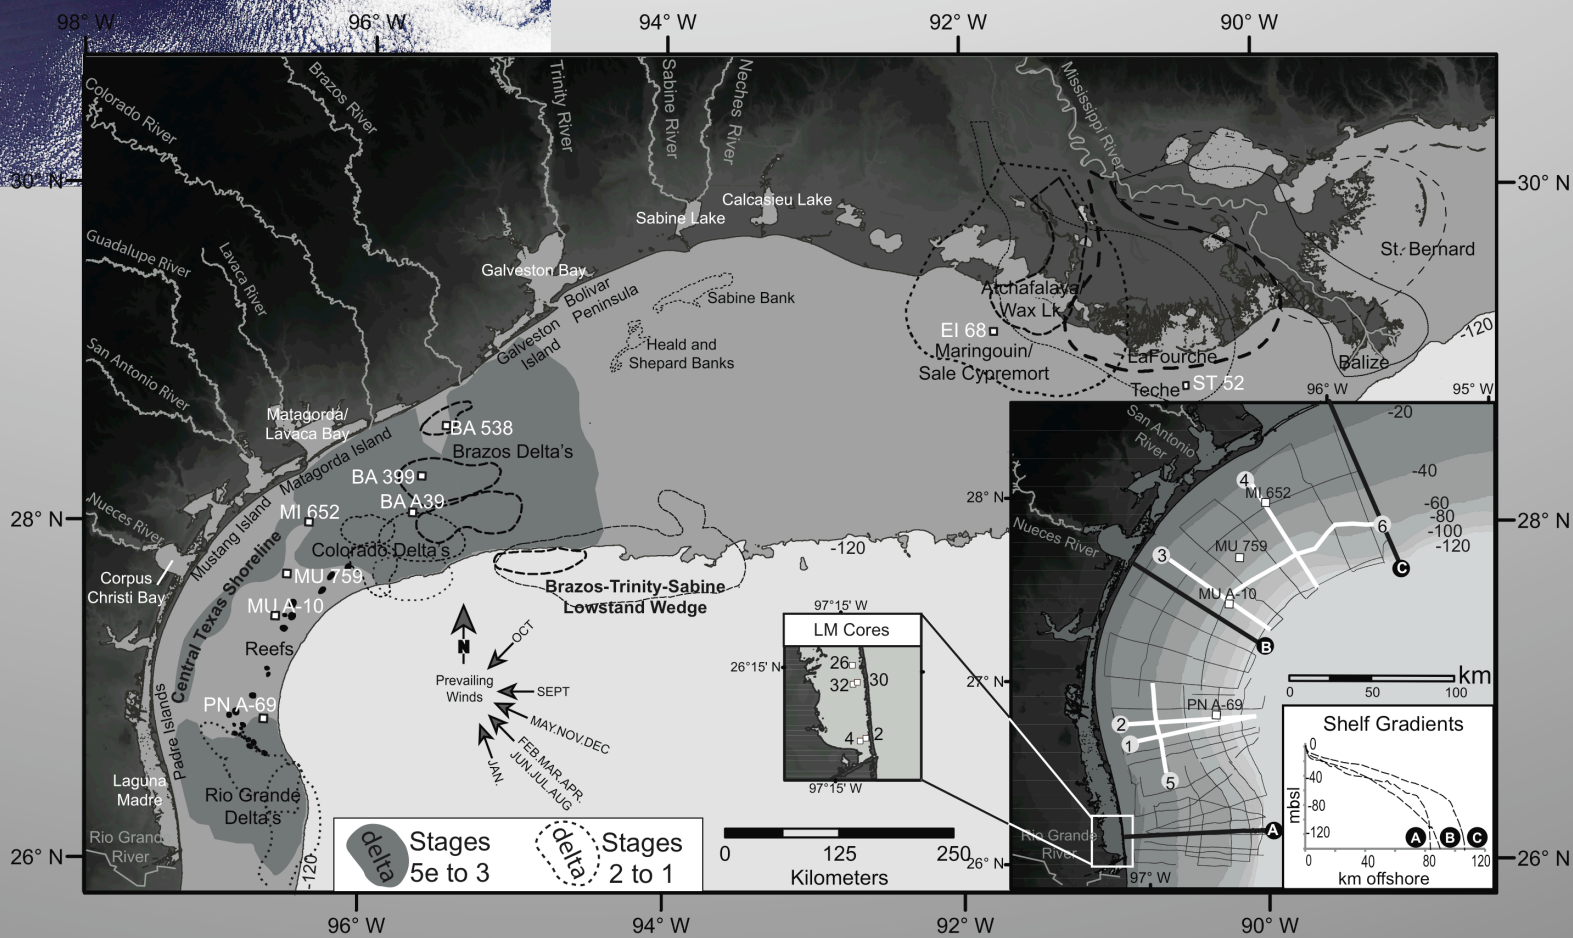 98° W
96° W
94° W
92° W
90° W
Colorado River
Brazos River
Trinity River
Sabine River
Neches River
Mississippi River
30° N
30° N
Calcasieu Lake
Sabine Lake
Guadalupe River
Lavaca River
Galveston Bay
Bolivar
Peninsula
Sabine Bank
St. Bernard
Atchafalaya/
Wax Lk.
EI 68
Maringouin/
Sale Cypremort
Galveston
Island
Heald and
Shepard Banks
LaFourche
Balize
-120
Teche
ST 52
San Antonio River
Matagorda/
Lavaca Bay
Matagorda Island
BA 538
Brazos Delta's
BA 399
BA A39
MI 652
Nueces River
28° N
28° N
Mustang Island
Colorado Delta's
-120
Corpus
Christi Bay
Central Texas Shoreline
MU 759
MU A-10
Brazos-Trinity-Sabine
Lowstand Wedge
Reefs
N
Prevailing
Winds
OCT
SEPT
MAY.NOV.DEC
FEB.MAR.APR.
JUN.JUL.AUG
JAN.
PN A-69
Padre Islands
Laguna
Madre
Rio Grande
Delta's
Rio Grande
River
26° N
26° N
-120
delta
Stages
5e to 3
delta
Stages
2 to 1
0
125
250
Kilometers
97°15' W
LM Cores
26°15' N
26
32
30
4
2
97°15' W
96° W
95° W
San Antonio
River
-20
-40
-60
-80
-100
-120
28° N
4
MI 652
Nueces River
3
MU 759
6
C
MU A-10
B
27° N
km
0
50
100
PN A-69
2
1
5
Rio Grande
River
A
26° N
97° W
Shelf Gradients
0
-40
-80
-120
mbsl
A
B
C
0
40
80
120
km offshore
96° W
94° W
92° W
90° W